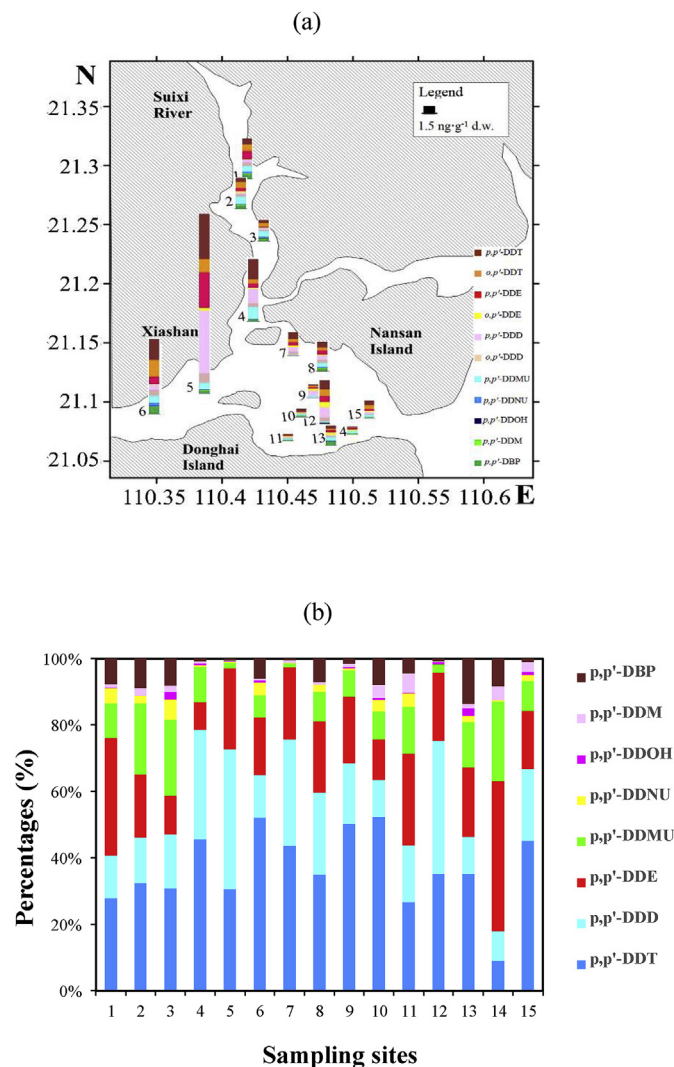 (a)
N
Suixi
River
Legend
1.5 ng·g⁻¹ d.w.
21.35
21.3
21.25
21.2
21.15
21.1
21.05
1
2
3
4
5
6
7
8
9
10
11
12
13
4
15
Xiashan
Nansan
Island
Donghai
Island
p,p'-DDT
o,p'-DDT
p,p'-DDE
o,p'-DDE
p,p'-DDD
o,p'-DDD
p,p'-DDMU
p,p'-DDNU
p,p'-DDOH
p,p'-DDM
p,p'-DBP
110.35 110.4 110.45 110.5 110.55 110.6 E
(b)
Percentages (%)
100%
80%
60%
40%
20%
0%
1 2 3 4 5 6 7 8 9 10 11 12 13 14 15
Sampling sites
p,p'-DBP
p,p'-DDM
p,p'-DDOH
p,p'-DDNU
p,p'-DDMU
p,p'-DDE
p,p'-DDD
p,p'-DDT